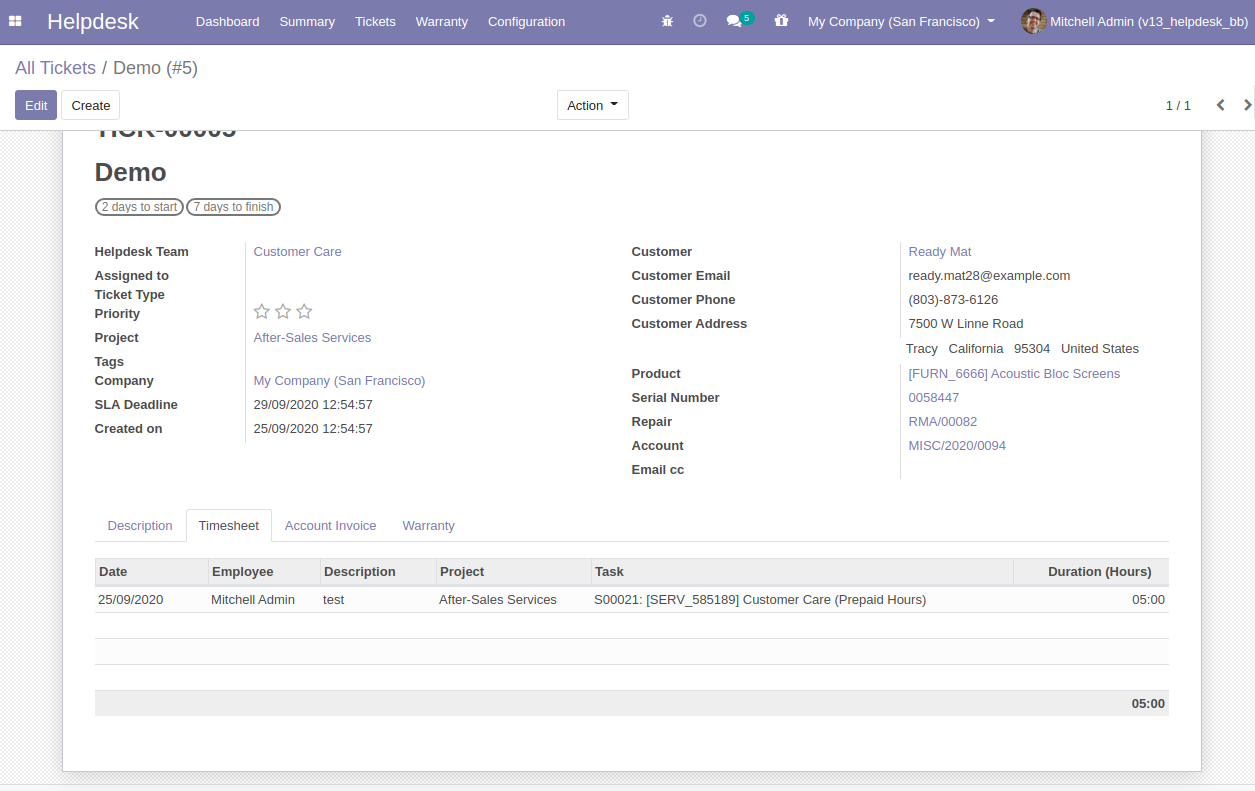 Helpdesk Dashboard Summary Tickets Warranty Configuration 5 My Company (San Francisco) Mitchell Admin (v13_helpdesk_bb)
All Tickets / Demo (#5)
Edit Create Action 1 / 1
Demo
2 days to start 7 days to finish
Helpdesk Team Customer Care
Assigned to
Ticket Type
Priority
Project After-Sales Services
Tags
Company My Company (San Francisco)
SLA Deadline 29/09/2020 12:54:57
Created on 25/09/2020 12:54:57
Customer Ready Mat
Customer Email ready.mat28@example.com
Customer Phone (803)-873-6126
Customer Address 7500 W Linne Road
Tracy California 95304 United States
Product [FURN_6666] Acoustic Bloc Screens
Serial Number 0058447
Repair RMA/00082
Account MISC/2020/0094
Email cc
Description Timesheet Account Invoice Warranty
Date Employee Description Project Task Duration (Hours)
25/09/2020 Mitchell Admin test After-Sales Services S00021: [SERV_585189] Customer Care (Prepaid Hours) 05:00
05:00